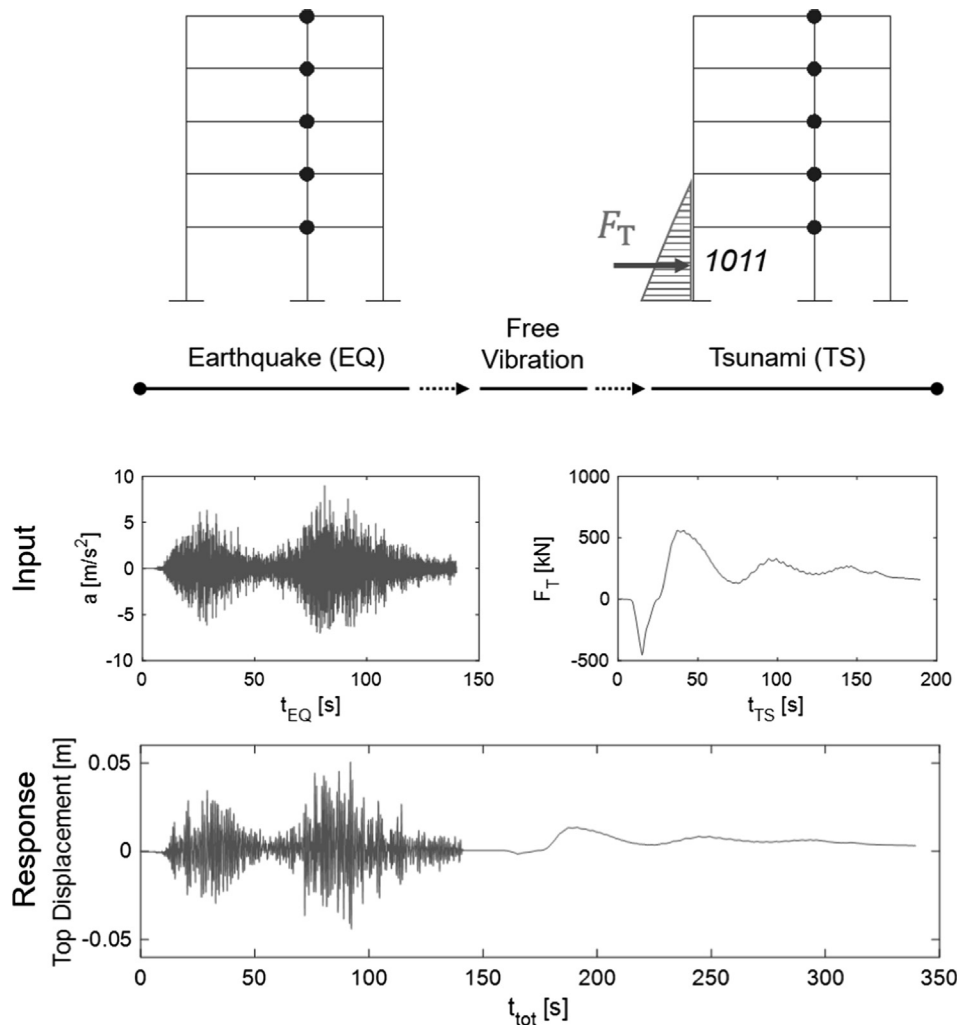 F_T
1011
Earthquake (EQ)
Free
Vibration
Tsunami (TS)
Input
a [m/s²]
10
5
0
-5
-10
0
50
100
150
t_EQ [s]
F_T [kN]
1000
500
0
-500
0
50
100
150
200
t_TS [s]
Response
Top Displacement [m]
0.05
0
-0.05
0
50
100
150
200
250
300
350
t_tot [s]